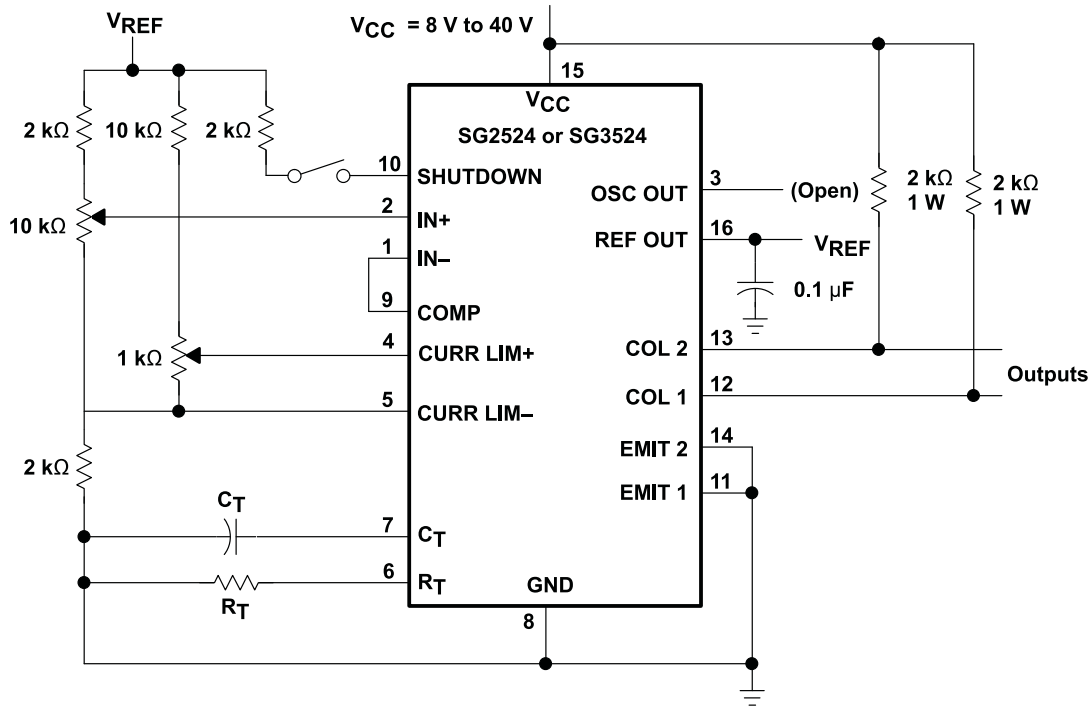 VCC = 8 V to 40 V
VREF
15
VCC
SG2524 or SG3524
2 kΩ
10 kΩ
2 kΩ
10
SHUTDOWN
3
OSC OUT
(Open)
2 kΩ
1 W
2 kΩ
1 W
10 kΩ
2
IN+
16
REF OUT
VREF
1
IN–
0.1 µF
9
COMP
1 kΩ
4
CURR LIM+
13
COL 2
Outputs
12
COL 1
5
CURR LIM–
14
EMIT 2
2 kΩ
11
EMIT 1
CT
7
CT
6
RT
RT
GND
8